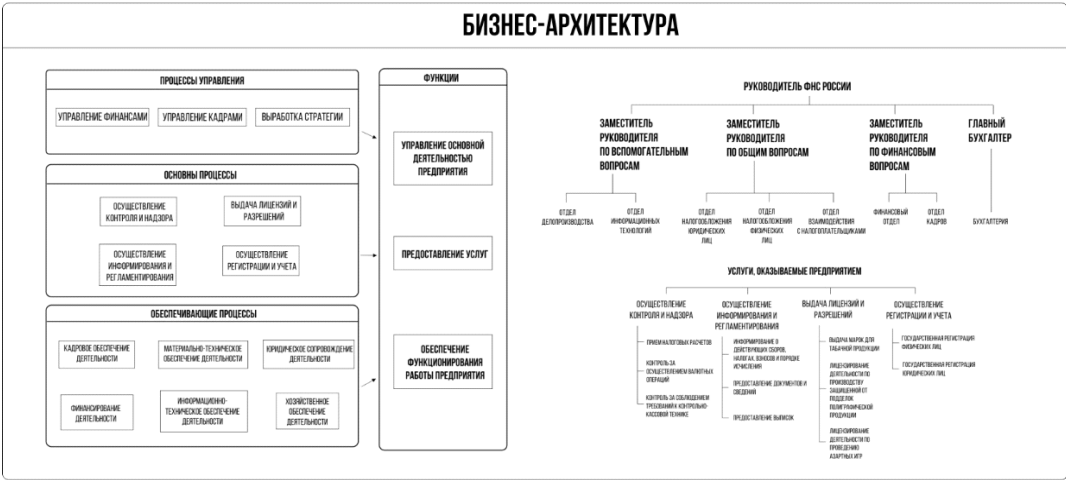 БИЗНЕС-АРХИТЕКТУРА
ПРОЦЕССЫ УПРАВЛЕНИЯ
УПРАВЛЕНИЕ ФИНАНСАМИ
УПРАВЛЕНИЕ КАДРАМИ
ВЫРАБОТКА СТРАТЕГИИ
ОСНОВНЫ ПРОЦЕССЫ
ОСУЩЕСТВЛЕНИЕ
КОНТРОЛЯ И НАДЗОРА
ВЫДАЧА ЛИЦЕНЗИЙ И
РАЗРЕШЕНИЙ
ОСУЩЕСТВЛЕНИЕ
ИНФОРМИРОВАНИЯ И
РЕГЛАМЕНТИРОВАНИЯ
ОСУЩЕСТВЛЕНИЕ
РЕГИСТРАЦИИ И УЧЕТА
ОБЕСПЕЧИВАЮЩИЕ ПРОЦЕССЫ
КАДРОВОЕ ОБЕСПЕЧЕНИЕ
ДЕЯТЕЛЬНОСТИ
МАТЕРИАЛЬНО-ТЕХНИЧЕСКОЕ
ОБЕСПЕЧЕНИЕ ДЕЯТЕЛЬНОСТИ
ЮРИДИЧЕСКОЕ СОПРОВОЖДЕНИЕ
ДЕЯТЕЛЬНОСТИ
ФИНАНСИРОВАНИЕ
ДЕЯТЕЛЬНОСТИ
ИНФОРМАЦИОННО-
ТЕХНИЧЕСКОЕ ОБЕСПЕЧЕНИЕ
ДЕЯТЕЛЬНОСТИ
ХОЗЯЙСТВЕННОЕ
ОБЕСПЕЧЕНИЕ
ДЕЯТЕЛЬНОСТИ
ФУНКЦИИ
УПРАВЛЕНИЕ ОСНОВНОЙ
ДЕЯТЕЛЬНОСТЬЮ
ПРЕДПРИЯТИЯ
ПРЕДОСТАВЛЕНИЕ УСЛУГ
ОБЕСПЕЧЕНИЕ
ФУНКЦИОНИРОВАНИЯ
РАБОТЫ ПРЕДПРИЯТИЯ
РУКОВОДИТЕЛЬ ФНС РОССИИ
ЗАМЕСТИТЕЛЬ
РУКОВОДИТЕЛЯ
ПО ВСПОМОГАТЕЛЬНЫМ
ВОПРОСАМ
ЗАМЕСТИТЕЛЬ
РУКОВОДИТЕЛЯ
ПО ОБЩИМ ВОПРОСАМ
ЗАМЕСТИТЕЛЬ
РУКОВОДИТЕЛЯ
ПО ФИНАНСОВЫМ
ВОПРОСАМ
ГЛАВНЫЙ
БУХГАЛТЕР
ОТДЕЛ
ДЕЛОПРОИЗВОДСТВА
ОТДЕЛ
ИНФОРМАЦИОННЫХ
ТЕХНОЛОГИЙ
ОТДЕЛ
НАЛОГООБЛОЖЕНИЯ
ЮРИДИЧЕСКИХ
ЛИЦ
ОТДЕЛ
НАЛОГООБЛОЖЕНИЯ
ФИЗИЧЕСКИХ
ЛИЦ
ОТДЕЛ
ВЗАИМОДЕЙСТВИЯ
С НАЛОГОПЛАТЕЛЬЩИКАМИ
ФИНАНСОВЫЙ
ОТДЕЛ
ОТДЕЛ
КАДРОВ
БУХГАЛТЕРИЯ
УСЛУГИ, ОКАЗЫВАЕМЫЕ ПРЕДПРИЯТИЕМ
ОСУЩЕСТВЛЕНИЕ
КОНТРОЛЯ И НАДЗОРА
ПРИЕМ НАЛОГОВЫХ РАСЧЕТОВ
КОНТРОЛЬ ЗА
ОСУЩЕСТВЛЕНИЕМ ВАЛЮТНЫХ
ОПЕРАЦИЙ
КОНТРОЛЬ ЗА СОБЛЮДЕНИЕМ
ТРЕБОВАНИЙ К КОНТРОЛЬНО-
КАССОВОЙ ТЕХНИКЕ
ОСУЩЕСТВЛЕНИЕ
ИНФОРМИРОВАНИЯ И
РЕГЛАМЕНТИРОВАНИЯ
ИНФОРМИРОВАНИЕ О
ДЕЙСТВУЮЩИХ СБОРОВ,
НАЛОГАХ, ВЗНОСОВ И ПОРЯДКЕ
ИСЧИСЛЕНИЯ
ПРЕДОСТАВЛЕНИЕ ДОКУМЕНТОВ И
СВЕДЕНИЙ
ПРЕДОСТАВЛЕНИЕ ВЫПИСОК
ВЫДАЧА ЛИЦЕНЗИЙ И
РАЗРЕШЕНИЙ
ВЫДАЧА МАРОК ДЛЯ
ТАБАЧНОЙ ПРОДУКЦИИ
ЛИЦЕНЗИРОВАНИЕ
ДЕЯТЕЛЬНОСТИ ПО
ПРОИЗВОДСТВУ
ЗАЩИЩЕННОЙ ОТ
ПОДДЕЛОК
ПОЛИГРАФИЧЕСКОЙ
ПРОДУКЦИИ
ЛИЦЕНЗИРОВАНИЕ
ДЕЯТЕЛЬНОСТИ ПО
ПРОВЕДЕНИЮ
АЗАРТНЫХ ИГР
ОСУЩЕСТВЛЕНИЕ
РЕГИСТРАЦИИ И УЧЕТА
ГОСУДАРСТВЕННАЯ РЕГИСТРАЦИЯ
ФИЗИЧЕСКИХ ЛИЦ
ГОСУДАРСТВЕННАЯ РЕГИСТРАЦИЯ
ЮРИДИЧЕСКИХ ЛИЦ